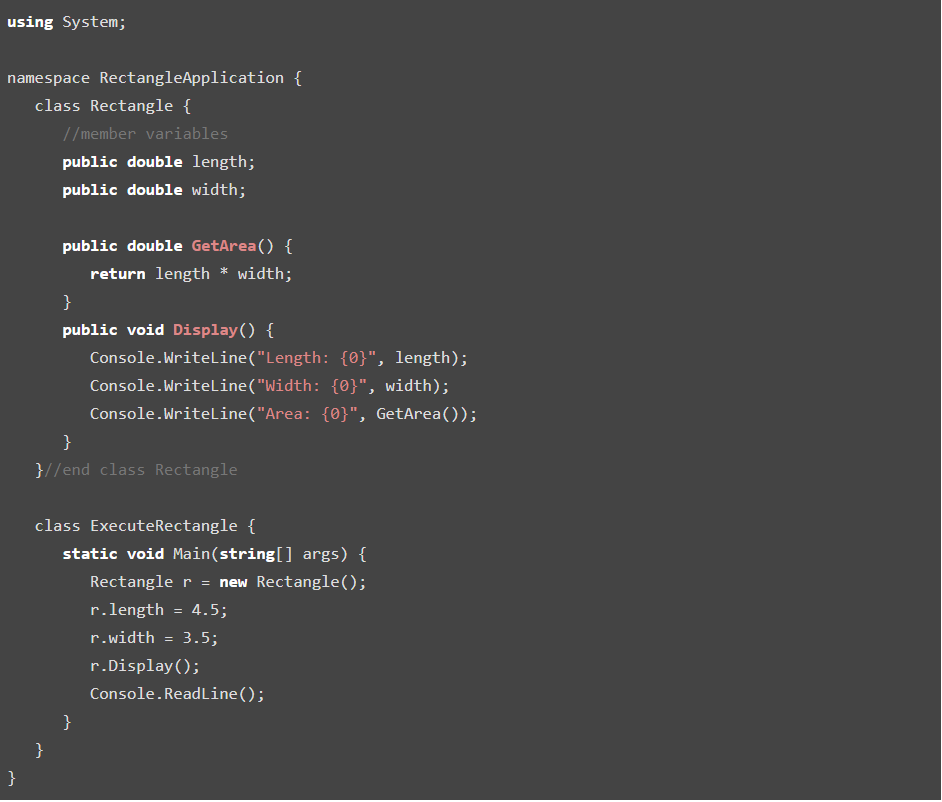 using System;

namespace RectangleApplication {
   class Rectangle {
      //member variables
      public double length;
      public double width;

      public double GetArea() {
         return length * width;
      }
      public void Display() {
         Console.WriteLine("Length: {0}", length);
         Console.WriteLine("Width: {0}", width);
         Console.WriteLine("Area: {0}", GetArea());
      }
   }//end class Rectangle

   class ExecuteRectangle {
      static void Main(string[] args) {
         Rectangle r = new Rectangle();
         r.length = 4.5;
         r.width = 3.5;
         r.Display();
         Console.ReadLine();
      }
   }
}